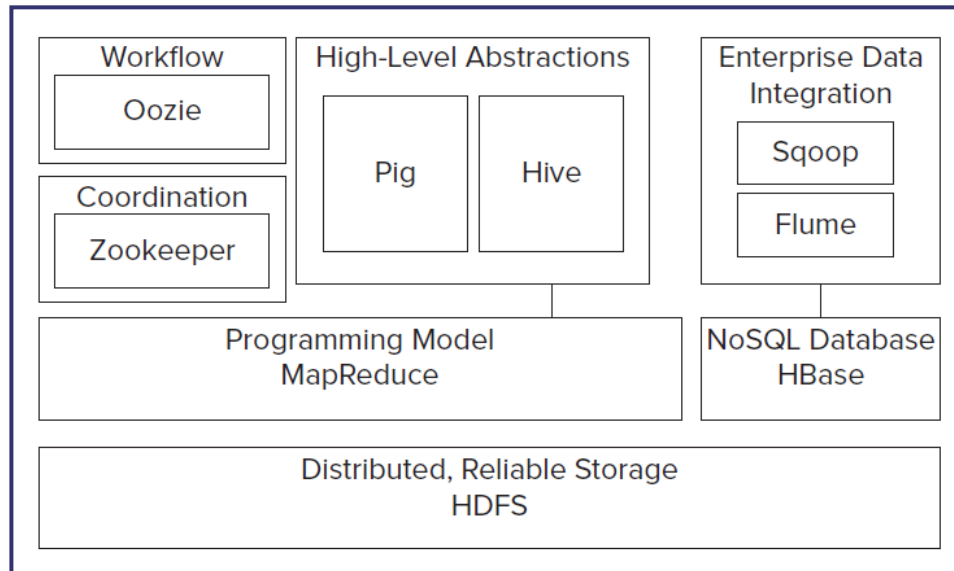 Workflow
Oozie
Coordination
Zookeeper
High-Level Abstractions
Pig
Hive
Enterprise Data
Integration
Sqoop
Flume
Programming Model
MapReduce
NoSQL Database
HBase
Distributed, Reliable Storage
HDFS